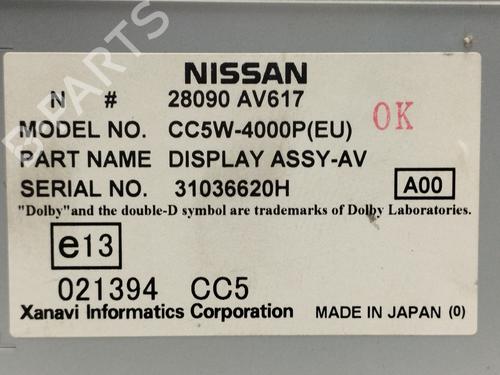 NISSAN
N # 28090 AV617
MODEL NO. CC5W-4000P(EU) OK
PART NAME DISPLAY ASSY-AV
SERIAL NO. 31036620H A00
"Dolby"and the double-D symbol are trademarks of Dolby Laboratories.
e13
021394 CC5
Xanavi Informatics Corporation MADE IN JAPAN (0)
B PARTS